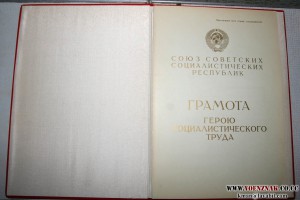 СОЮЗ СОВЕТСКИХ
СОЦИАЛИСТИЧЕСКИХ
РЕСПУБЛИК
ГРАМОТА
ГЕРОЮ
СОЦИАЛИСТИЧЕСКОГО
ТРУДА